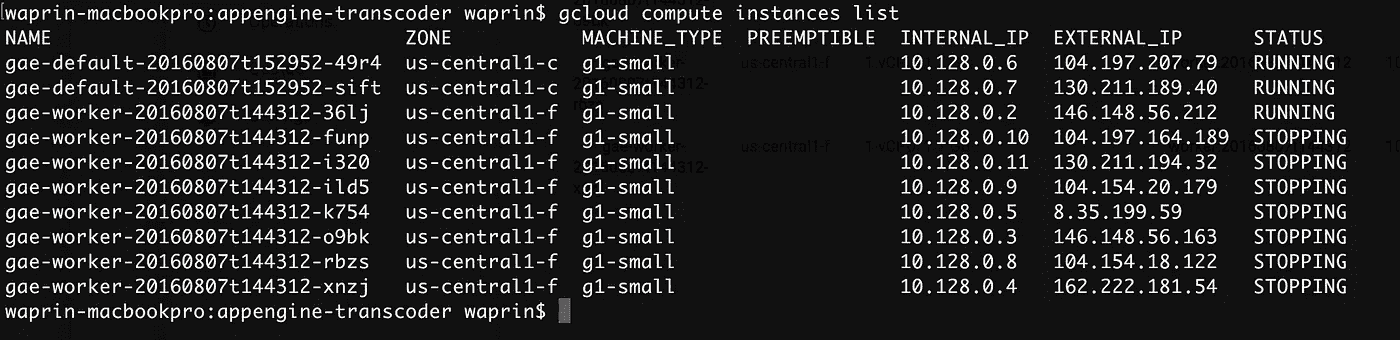 waprin-macbookpro:appengine-transcoder waprin$ gcloud compute instances list
NAME ZONE MACHINE_TYPE PREEMPTIBLE INTERNAL_IP EXTERNAL_IP STATUS
gae-default-20160807t152952-49r4 us-central1-c g1-small 10.128.0.6 104.197.207.79 RUNNING
gae-default-20160807t152952-sift us-central1-c g1-small 10.128.0.7 130.211.189.40 RUNNING
gae-worker-20160807t144312-36lj us-central1-f g1-small 10.128.0.2 146.148.56.212 RUNNING
gae-worker-20160807t144312-funp us-central1-f g1-small 10.128.0.10 104.197.164.189 STOPPING
gae-worker-20160807t144312-i320 us-central1-f g1-small 10.128.0.11 130.211.194.32 STOPPING
gae-worker-20160807t144312-ild5 us-central1-f g1-small 10.128.0.9 104.154.20.179 STOPPING
gae-worker-20160807t144312-k754 us-central1-f g1-small 10.128.0.5 8.35.199.59 STOPPING
gae-worker-20160807t144312-o9bk us-central1-f g1-small 10.128.0.3 146.148.56.163 STOPPING
gae-worker-20160807t144312-rbzs us-central1-f g1-small 10.128.0.8 104.154.18.122 STOPPING
gae-worker-20160807t144312-xnzj us-central1-f g1-small 10.128.0.4 162.222.181.54 STOPPING
waprin-macbookpro:appengine-transcoder waprin$